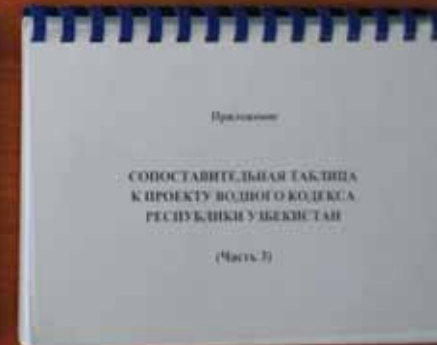 Приложение
СОПОСТАВИТЕЛЬНАЯ ТАБЛИЦА
К ПРОЕКТУ ВОДНОГО КОДЕКСА
РЕСПУБЛИКИ УЗБЕКИСТАН
(Часть 3)